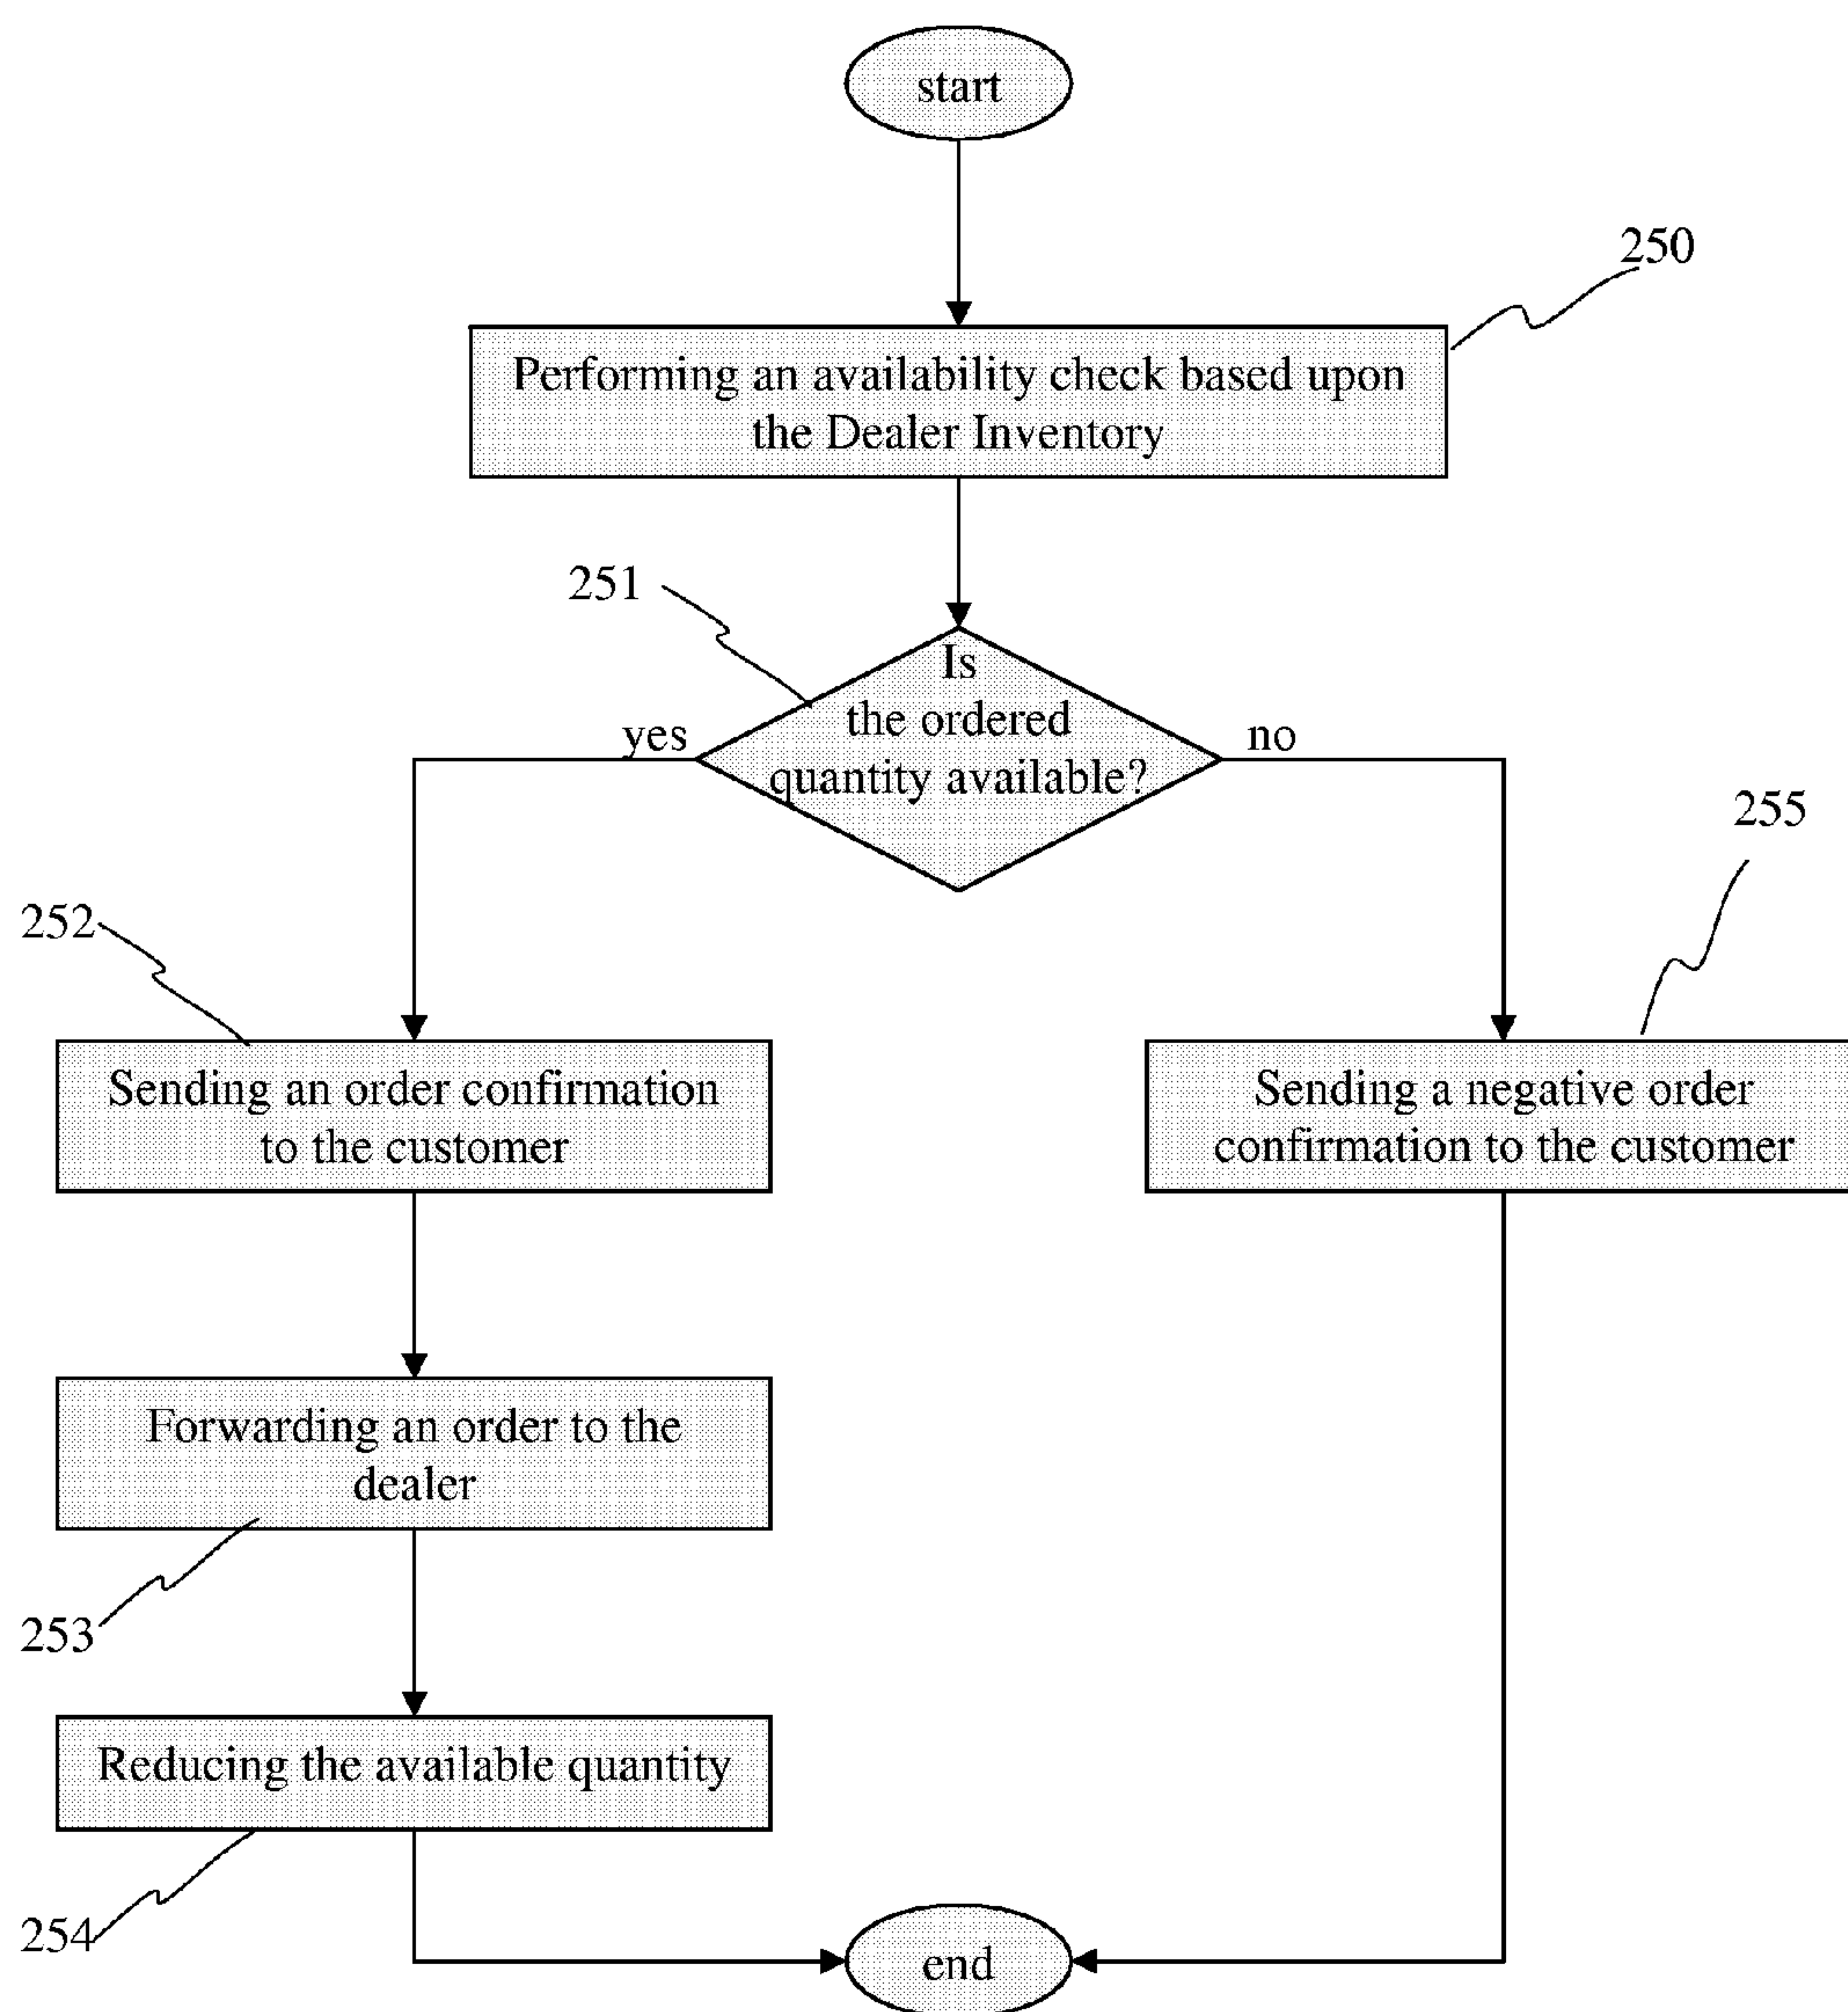 start
250
Performing an availability check based upon
the Dealer Inventory
251
Is
the ordered
quantity available?
yes
no
255
252
Sending an order confirmation
to the customer
Sending a negative order
confirmation to the customer
Forwarding an order to the
dealer
253
Reducing the available quantity
254
end